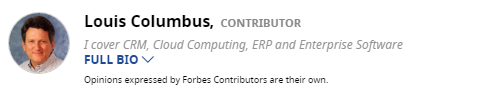 Louis Columbus, CONTRIBUTOR
I cover CRM, Cloud Computing, ERP and Enterprise Software
FULL BIO
Opinions expressed by Forbes Contributors are their own.